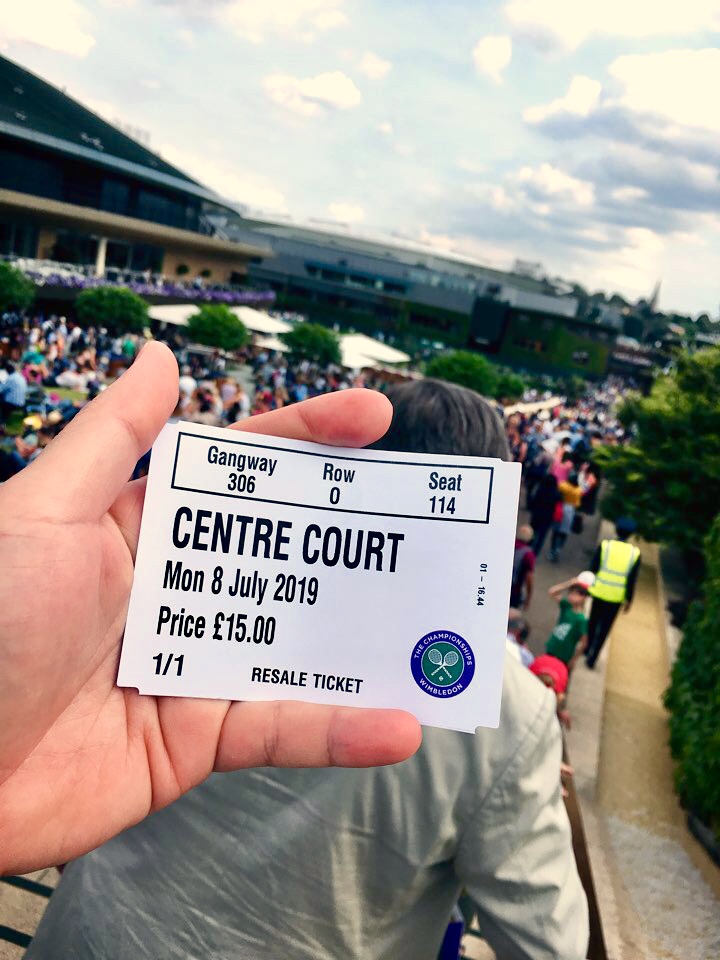 Gangway Row Seat
306 0 114
CENTRE COURT
Mon 8 July 2019
Price £15.00
1/1 RESALE TICKET
01 – 16.44
THE CHAMPIONSHIPS
WIMBLEDON